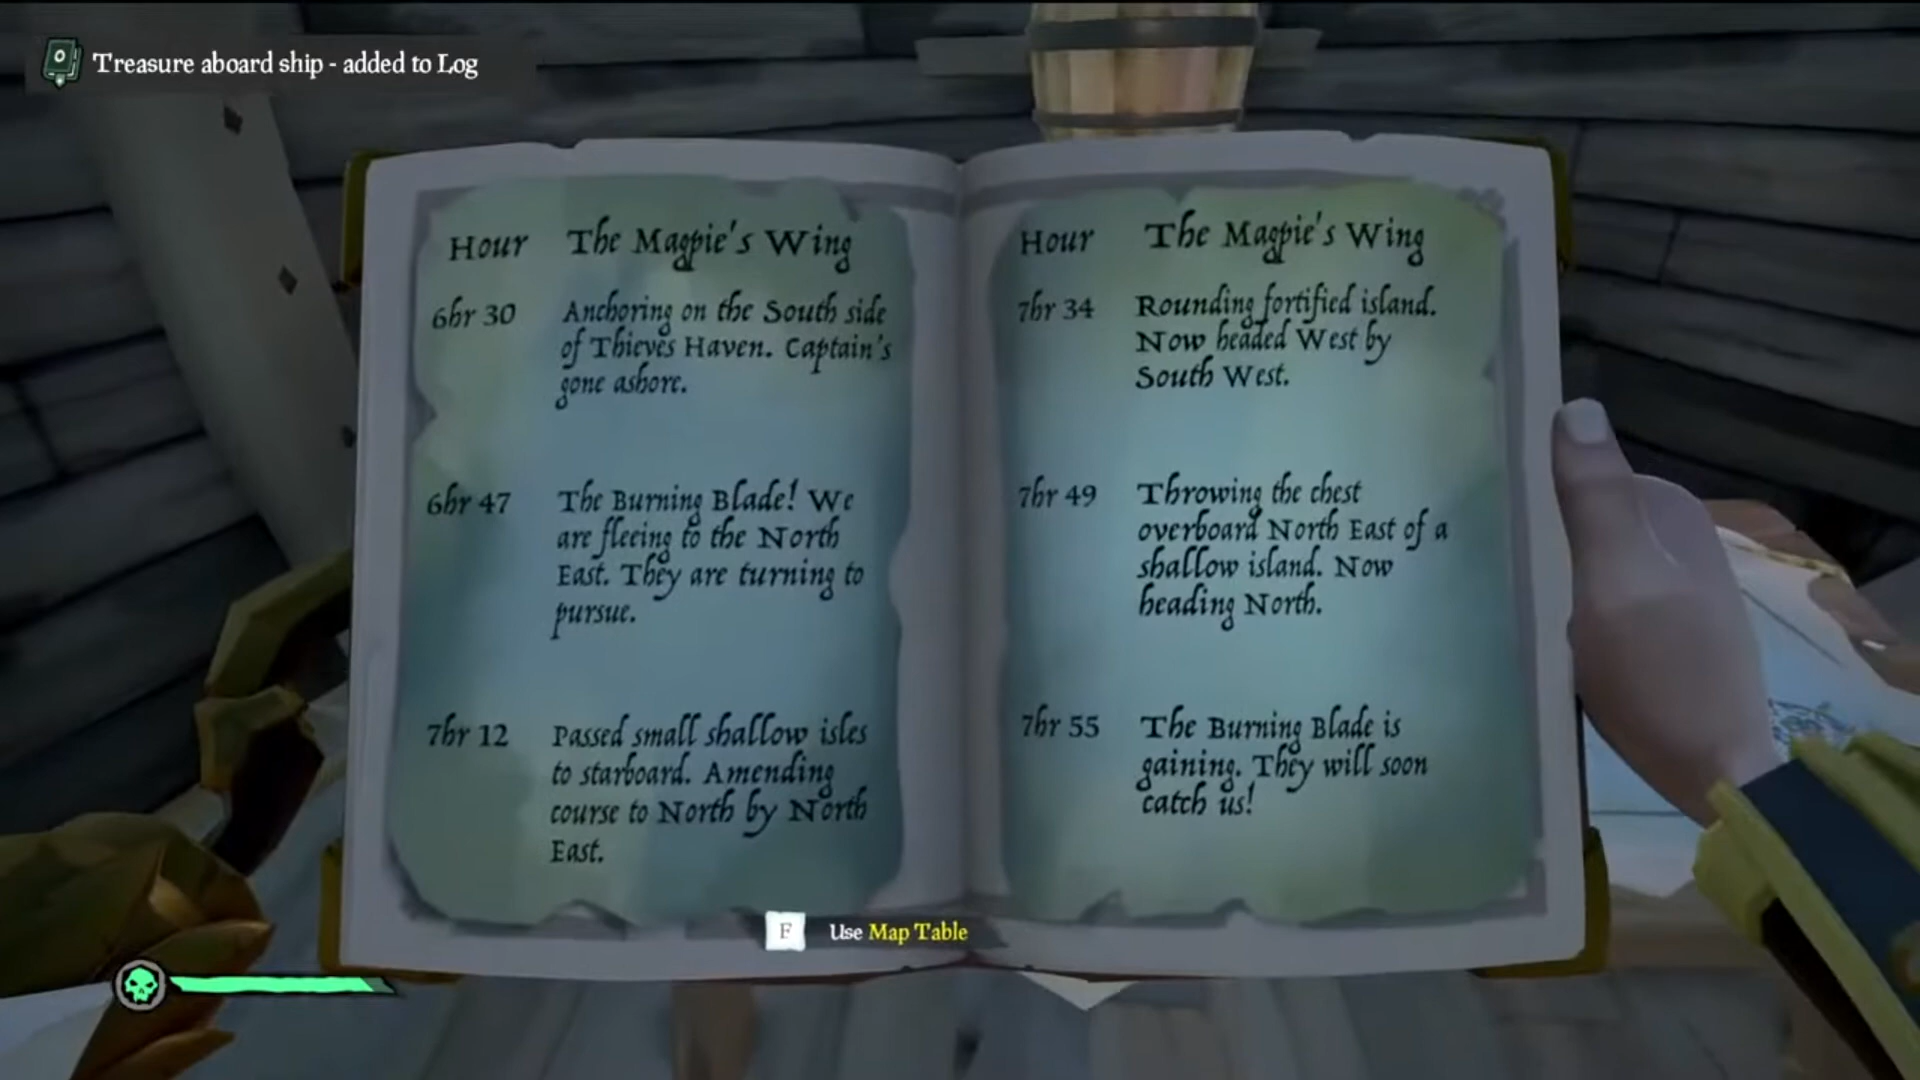 Treasure aboard ship - added to Log
Hour The Magpie's Wing
6hr 30 Anchoring on the South side
of Thieves Haven. Captain's
gone ashore.
6hr 47 The Burning Blade! We
are fleeing to the North
East. They are turning to
pursue.
7hr 12 Passed small shallow isles
to starboard. Amending
course to North by North
East.
Hour The Magpie's Wing
7hr 34 Rounding fortified island.
Now headed West by
South West.
7hr 49 Throwing the chest
overboard North East of a
shallow island. Now
heading North.
7hr 55 The Burning Blade is
gaining. They will soon
catch us!
F Use Map Table